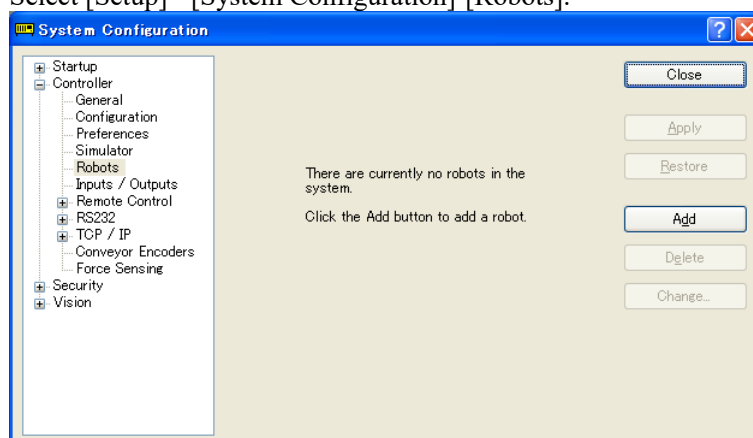 Select [Setup] - [System Configuration]-[Robots].
System Configuration
Startup
Controller
General
Configuration
Preferences
Simulator
Robots
Inputs / Outputs
Remote Control
RS232
TCP / IP
Conveyor Encoders
Force Sensing
Security
Vision
There are currently no robots in the
system.
Click the Add button to add a robot.
Close
Apply
Restore
Add
Delete
Change...